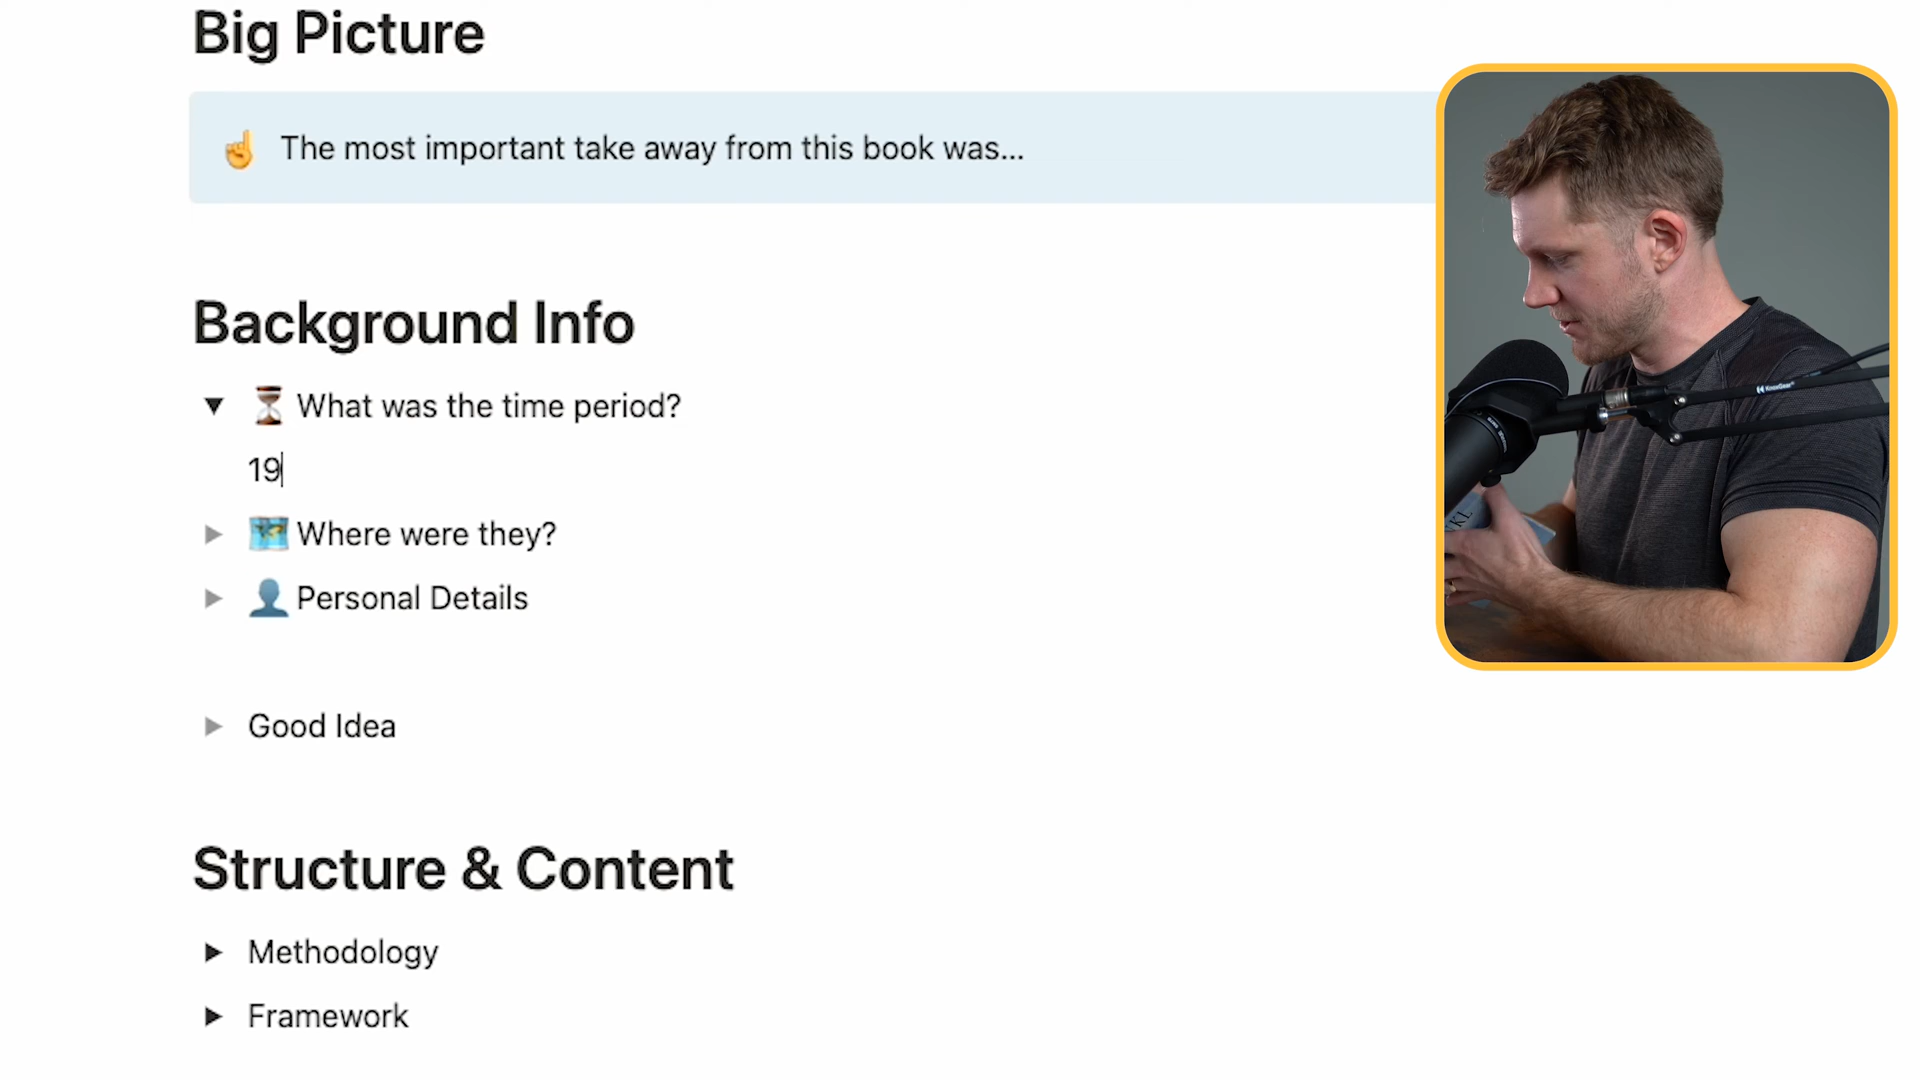 Big Picture
The most important take away from this book was...
Background Info
What was the time period?
19
Where were they?
Personal Details
Good Idea
Structure & Content
Methodology
Framework
KnoxGear